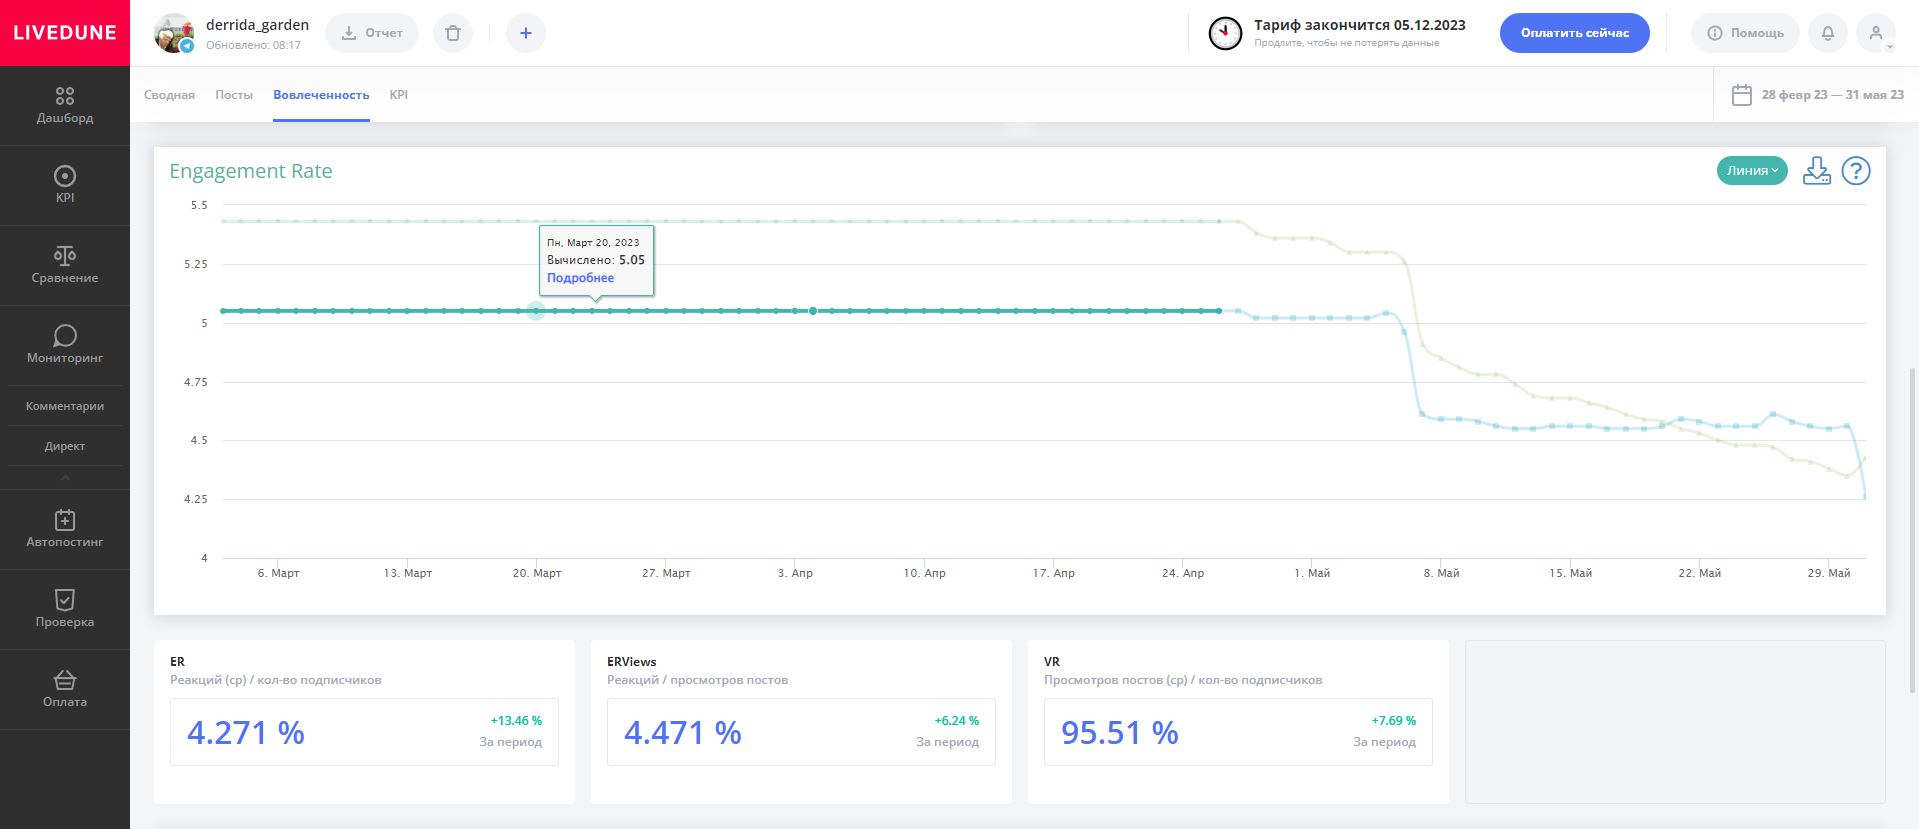 LIVEDUNE
derrida_garden
Обновлено: 08:17
Отчет
+
Тариф закончится 05.12.2023
Продлите, чтобы не потерять данные
Оплатить сейчас
Помощь
Сводная
Посты
Вовлеченность
KPI
28 февр 23 — 31 мая 23
Дашборд
KPI
Сравнение
Мониторинг
Комментарии
Директ
Автопостинг
Проверка
Оплата
Engagement Rate
Линия
?
5.5
5.25
5
4.75
4.5
4.25
4
Пн, Март 20, 2023
Вычислено: 5.05
Подробнее
6. Март
13. Март
20. Март
27. Март
3. Апр
10. Апр
17. Апр
24. Апр
1. Май
8. Май
15. Май
22. Май
29. Май
ER
Реакций (ср) / кол-во подписчиков
4.271 %
+13.46 %
За период
ERViews
Реакций / просмотров постов
4.471 %
+6.24 %
За период
VR
Просмотров постов (ср) / кол-во подписчиков
95.51 %
+7.69 %
За период